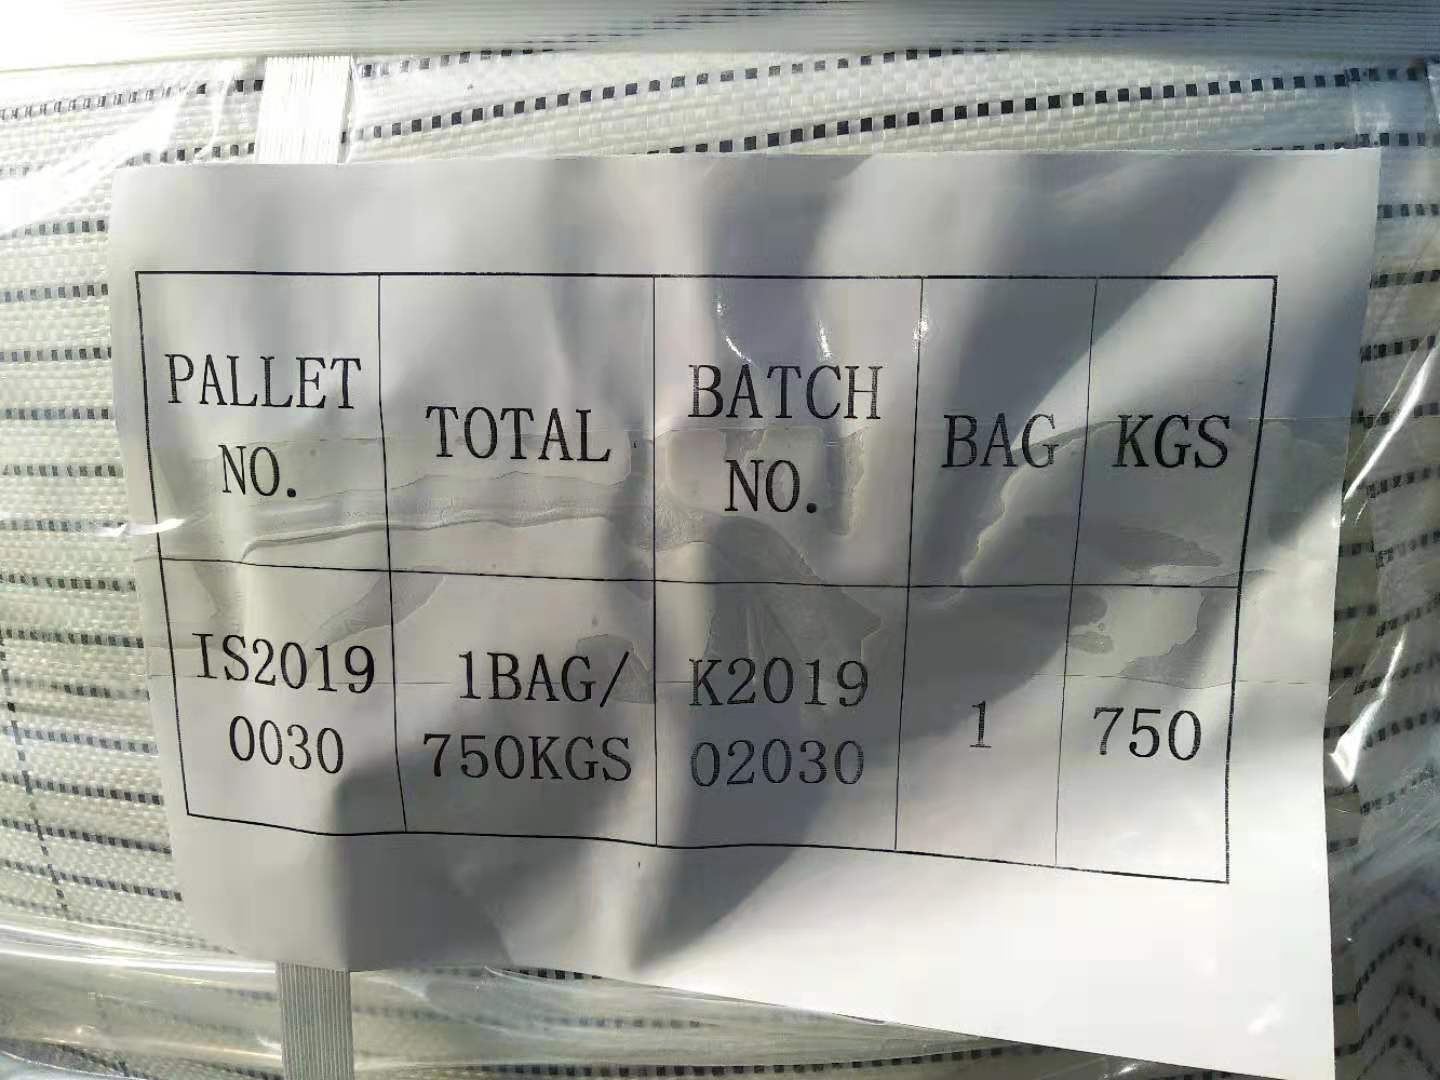 PALLET
NO.
TOTAL
BATCH
NO.
BAG
KGS
IS2019
0030
1BAG/
750KGS
K2019
02030
1
750